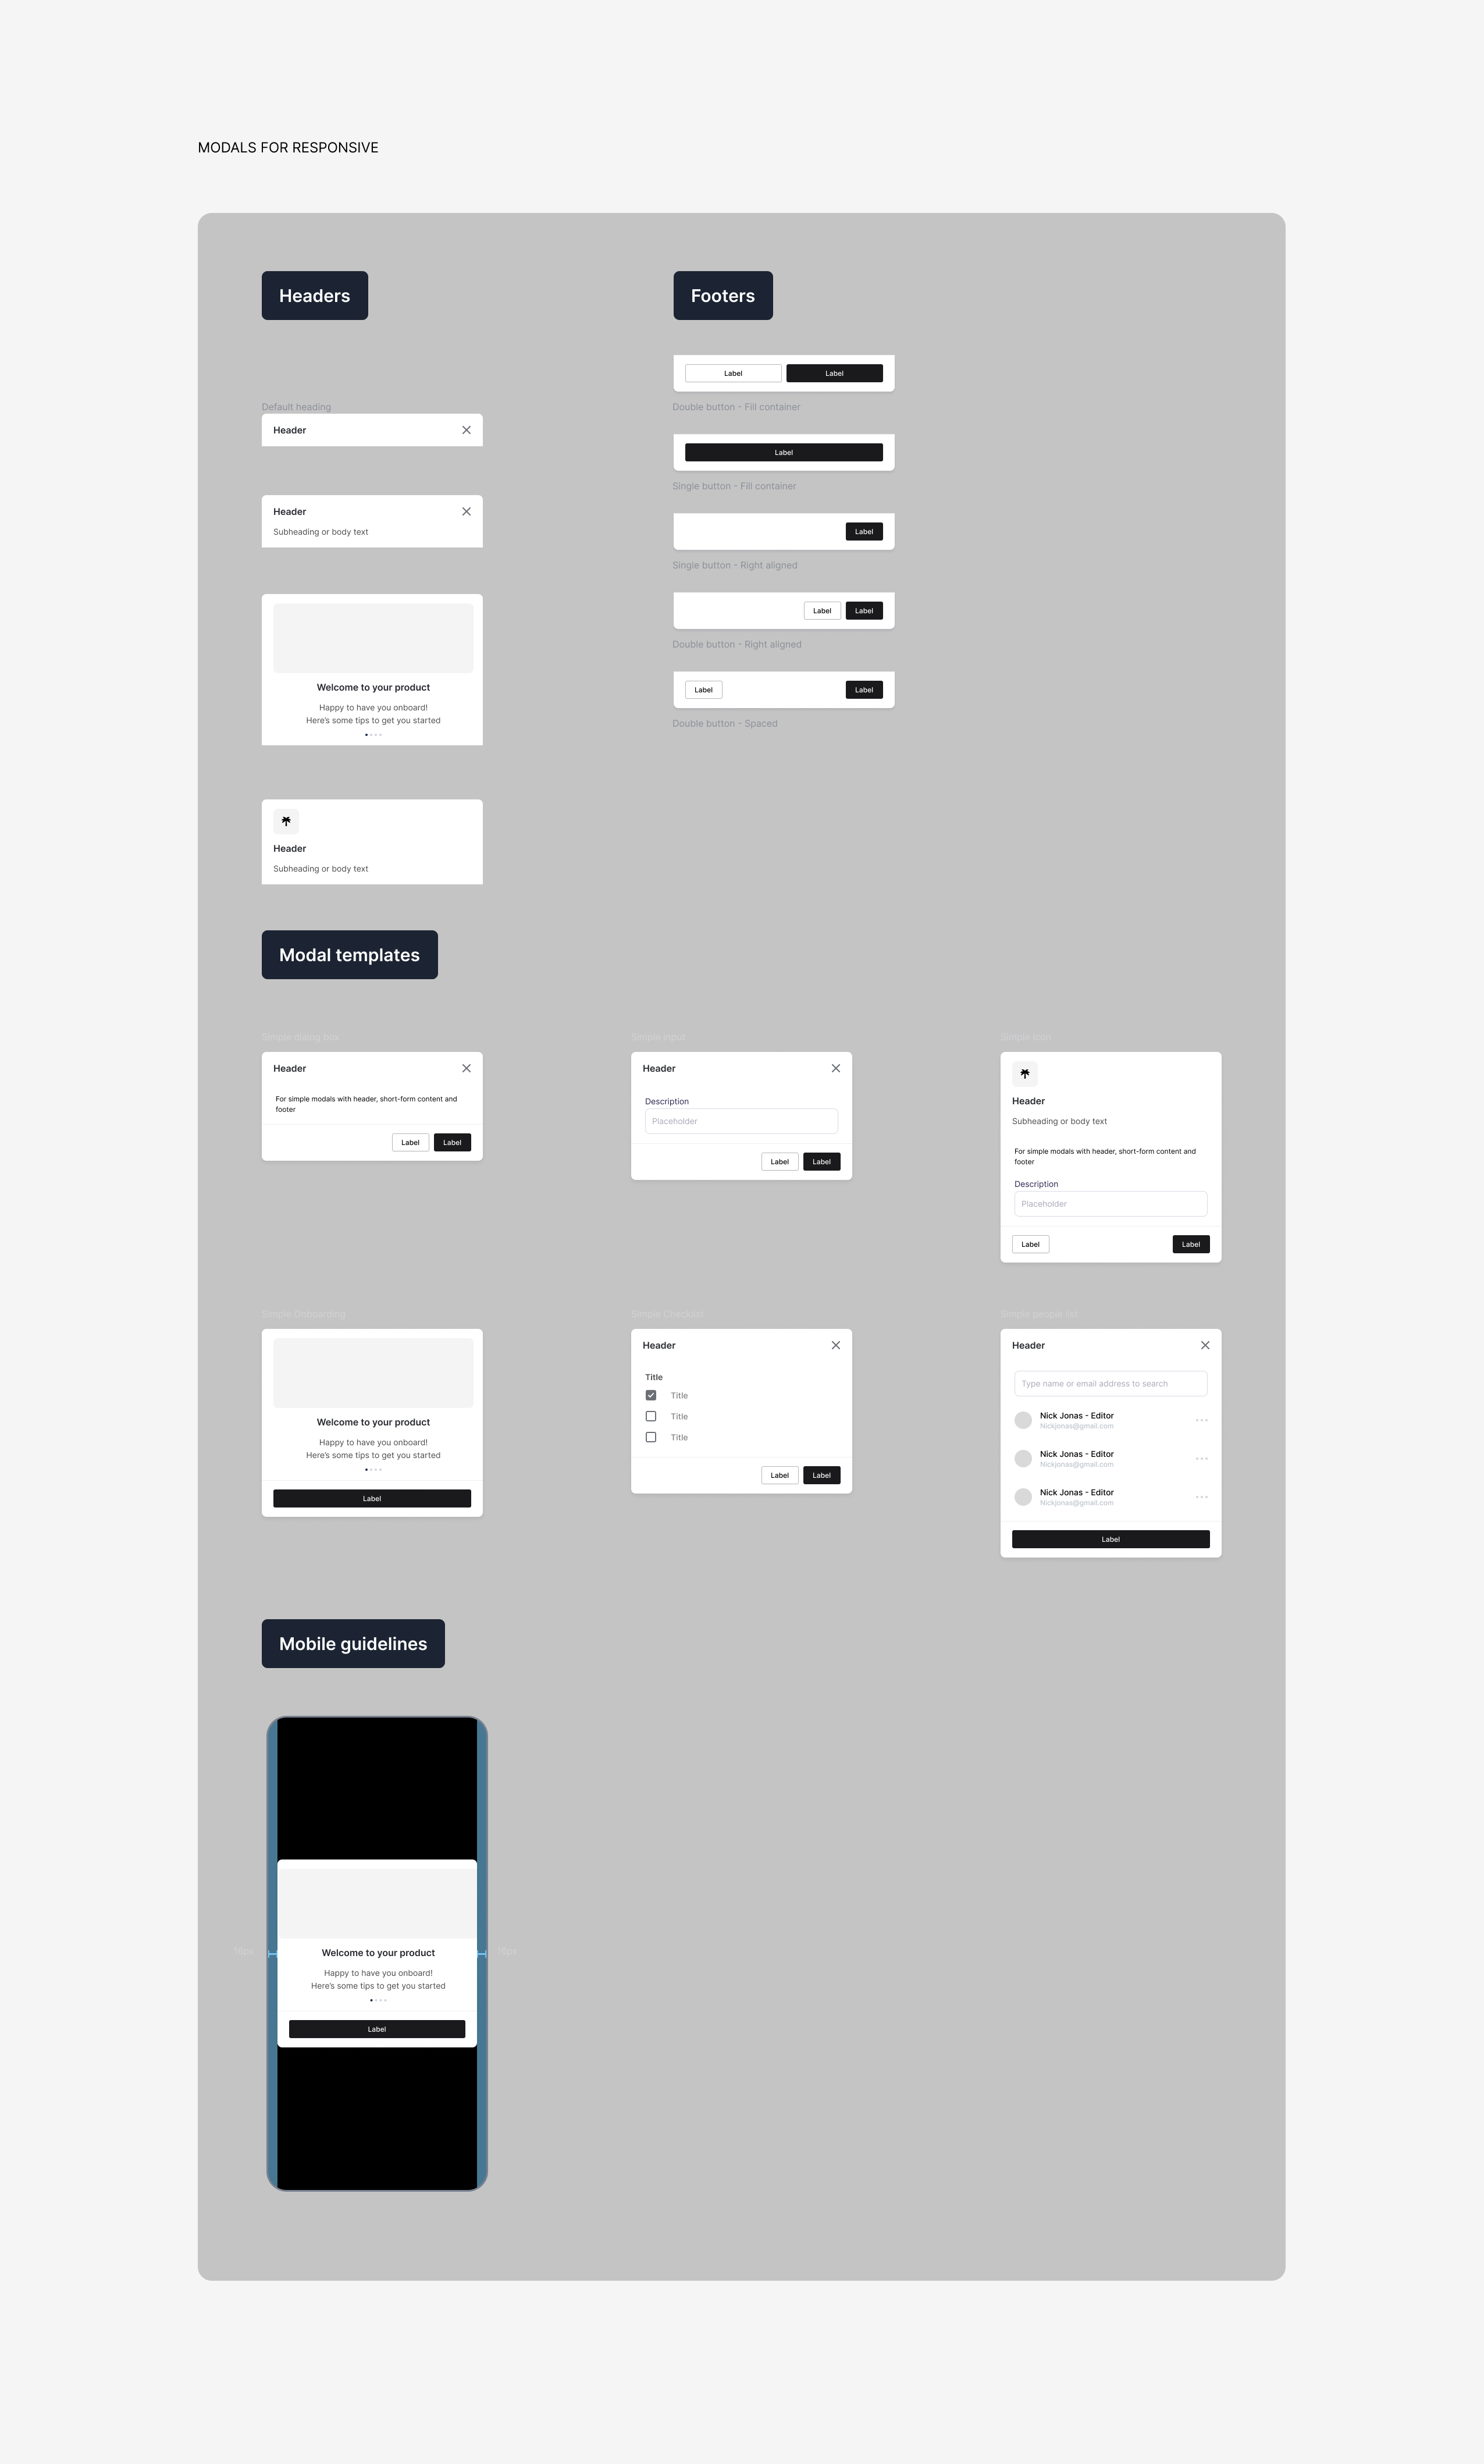 MODALS FOR RESPONSIVE
Headers
Default heading
Header
Header
Subheading or body text
Welcome to your product
Happy to have you onboard!
Here's some tips to get you started
Header
Subheading or body text
Footers
Label Label
Double button - Fill container
Label
Single button - Fill container
Label
Single button - Right aligned
Label Label
Double button - Right aligned
Label Label
Double button - Spaced
Modal templates
Simple dialog box
Header
For simple modals with header, short-form content and
footer
Label Label
Simple input
Header
Description
Placeholder
Label Label
Simple icon
Header
Subheading or body text
For simple modals with header, short-form content and
footer
Description
Placeholder
Label Label
Simple Onboarding
Welcome to your product
Happy to have you onboard!
Here's some tips to get you started
Label
Simple Checklist
Header
Title
Title
Title
Title
Label Label
Simple people list
Header
Type name or email address to search
Nick Jonas - Editor
Nickjonas@gmail.com
Nick Jonas - Editor
Nickjonas@gmail.com
Nick Jonas - Editor
Nickjonas@gmail.com
Label
Mobile guidelines
Welcome to your product
Happy to have you onboard!
Here's some tips to get you started
Label